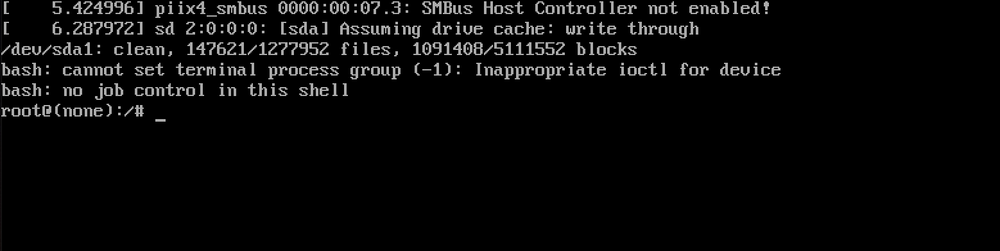 [    5.424996] piix4_smbus 0000:00:07.3: SMBus Host Controller not enabled!
[    6.287972] sd 2:0:0:0: [sda] Assuming drive cache: write through
/dev/sda1: clean, 147621/1277952 files, 1091408/5111552 blocks
bash: cannot set terminal process group (-1): Inappropriate ioctl for device
bash: no job control in this shell
root@(none):/# _